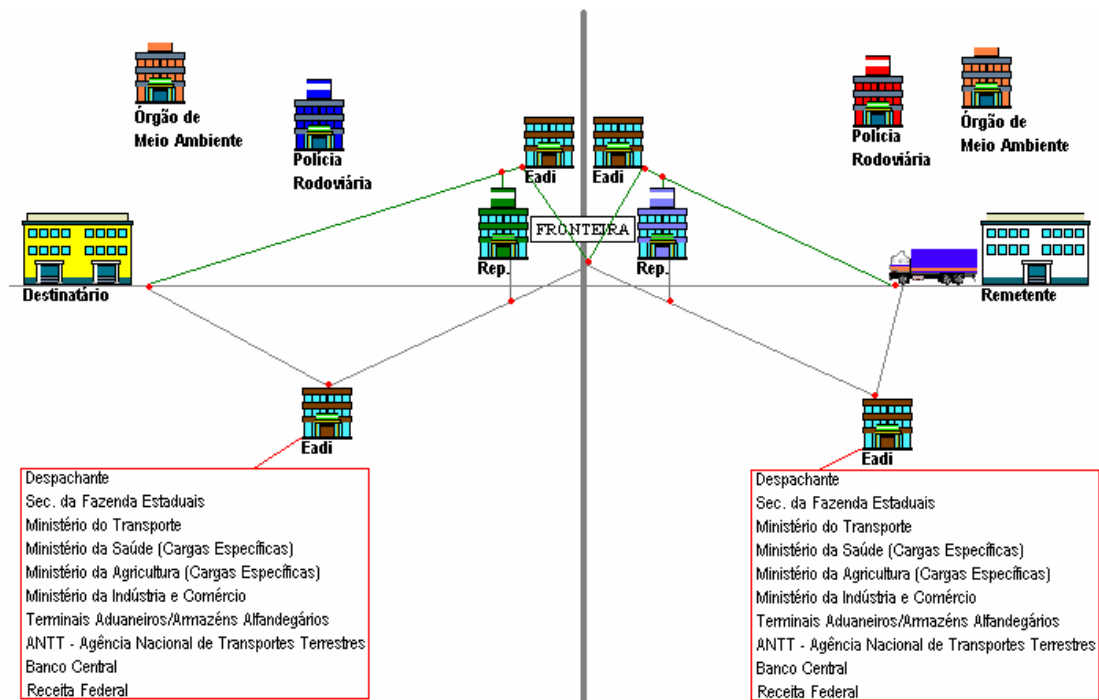 Órgão de
Meio Ambiente
Polícia
Rodoviária
Eadi
Eadi
Polícia
Rodoviária
Órgão de
Meio Ambiente
FRONTEIRA
Rep.
Rep.
Destinatário
Remetente
Eadi
Despachante
Sec. da Fazenda Estaduais
Ministério do Transporte
Ministério da Saúde (Cargas Específicas)
Ministério da Agricultura (Cargas Específicas)
Ministério da Indústria e Comércio
Terminais Aduaneiros/Armazéns Alfandegários
ANTT - Agência Nacional de Transportes Terrestres
Banco Central
Receita Federal
Eadi
Despachante
Sec. da Fazenda Estaduais
Ministério do Transporte
Ministério da Saúde (Cargas Específicas)
Ministério da Agricultura (Cargas Específicas)
Ministério da Indústria e Comércio
Terminais Aduaneiros/Armazéns Alfandegários
ANTT - Agência Nacional de Transportes Terrestres
Banco Central
Receita Federal